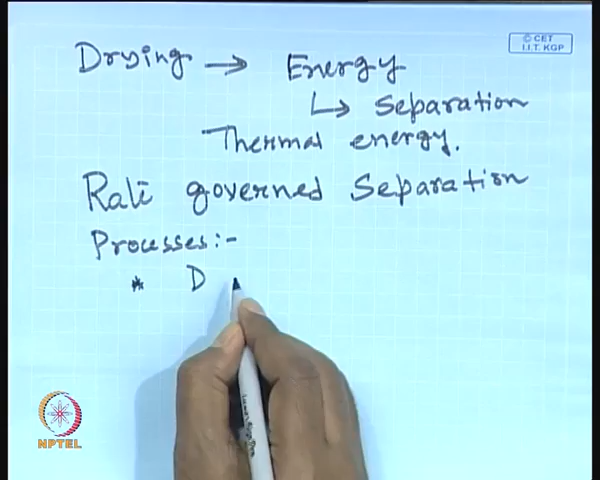 © CET
I.I.T. KGP
Drying → Energy
↳ Separation
Thermal energy.
Rate governed Separation
Processes:-
* D
NPTEL